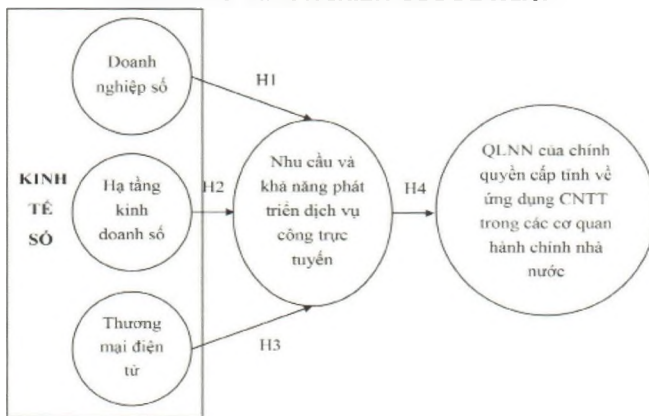 KINH
TẾ
SỐ
Doanh
nghiệp số
Hạ tầng
kinh
doanh số
Thương
mại điện
tử
H1
H2
H3
Nhu cầu và
khả năng phát
triển dịch vụ
công trực
tuyến
H4
QLNN của chính
quyền cấp tỉnh về
ứng dụng CNTT
trong các cơ quan
hành chính nhà
nước